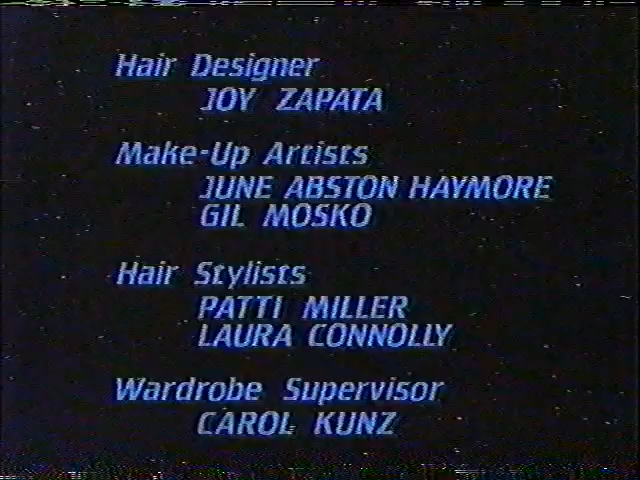 Hair Designer
JOY ZAPATA
Make-Up Artists
JUNE ABSTON HAYMORE
GIL MOSKO
Hair Stylists
PATTI MILLER
LAURA CONNOLLY
Wardrobe Supervisor
CAROL KUNZ